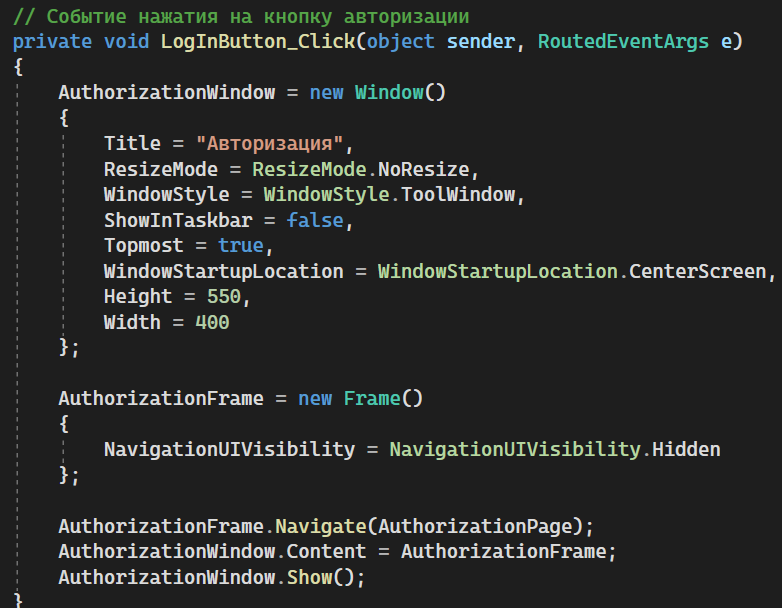 // Событие нажатия на кнопку авторизации
private void LogInButton_Click(object sender, RoutedEventArgs e)
{
AuthorizationWindow = new Window()
{
Title = "Авторизация",
ResizeMode = ResizeMode.NoResize,
WindowStyle = WindowStyle.ToolWindow,
ShowInTaskbar = false,
Topmost = true,
WindowStartupLocation = WindowStartupLocation.CenterScreen,
Height = 550,
Width = 400
};
AuthorizationFrame = new Frame()
{
NavigationUIVisibility = NavigationUIVisibility.Hidden
};
AuthorizationFrame.Navigate(AuthorizationPage);
AuthorizationWindow.Content = AuthorizationFrame;
AuthorizationWindow.Show();
}